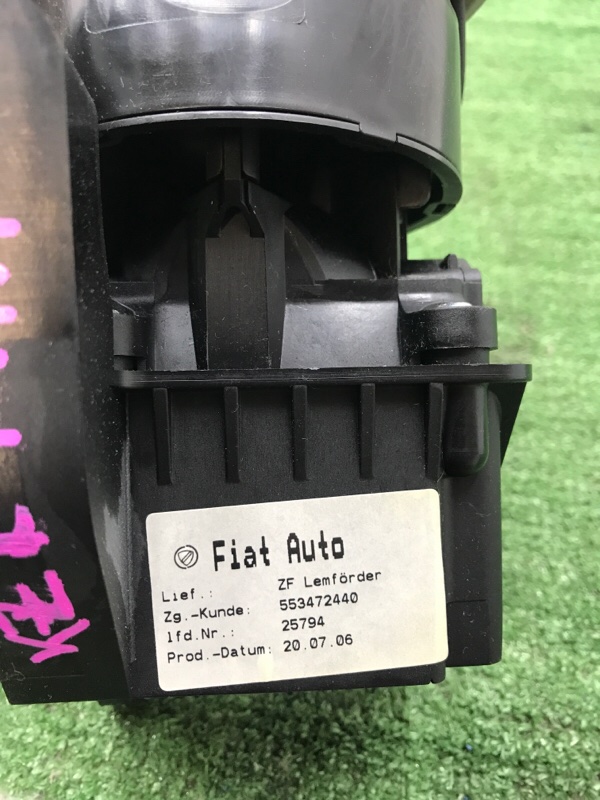 Fiat Auto
Lief.: ZF Lemförder
Zg.-Kunde: 553472440
lfd.Nr.: 25794
Prod.-Datum: 20.07.06